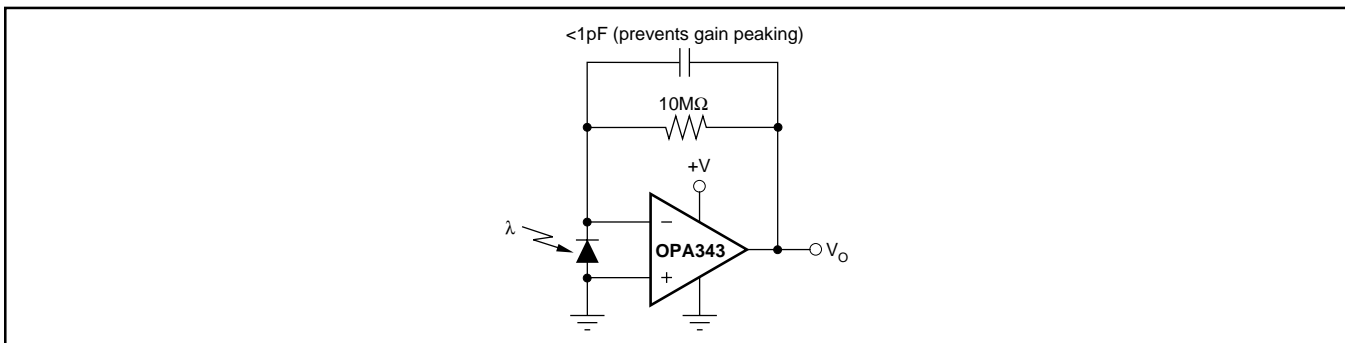 <1pF (prevents gain peaking)
10MΩ
+V
λ
−
OPA343
+
V_O